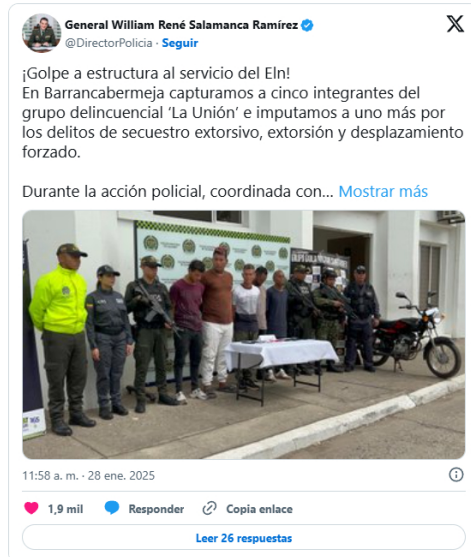 General William René Salamanca Ramírez
@DirectorPolicia · Seguir
¡Golpe a estructura al servicio del Eln!
En Barrancabermeja capturamos a cinco integrantes del
grupo delincuencial ‘La Unión’ e imputamos a uno más por
los delitos de secuestro extorsivo, extorsión y desplazamiento
forzado.
Durante la acción policial, coordinada con... Mostrar más
11:58 a. m. · 28 ene. 2025
1,9 mil
Responder
Copia enlace
Leer 26 respuestas